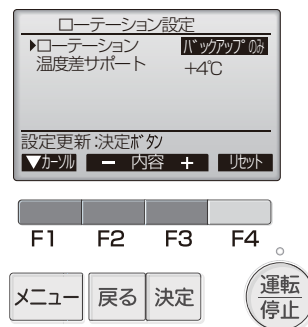 ローテーション設定
▶ローテーション バックアップのみ
温度差サポート +4℃
設定更新:決定ボタン
▼カーソル − 内容 + リセット
F1 F2 F3 F4
メニュー 戻る 決定 運転/停止